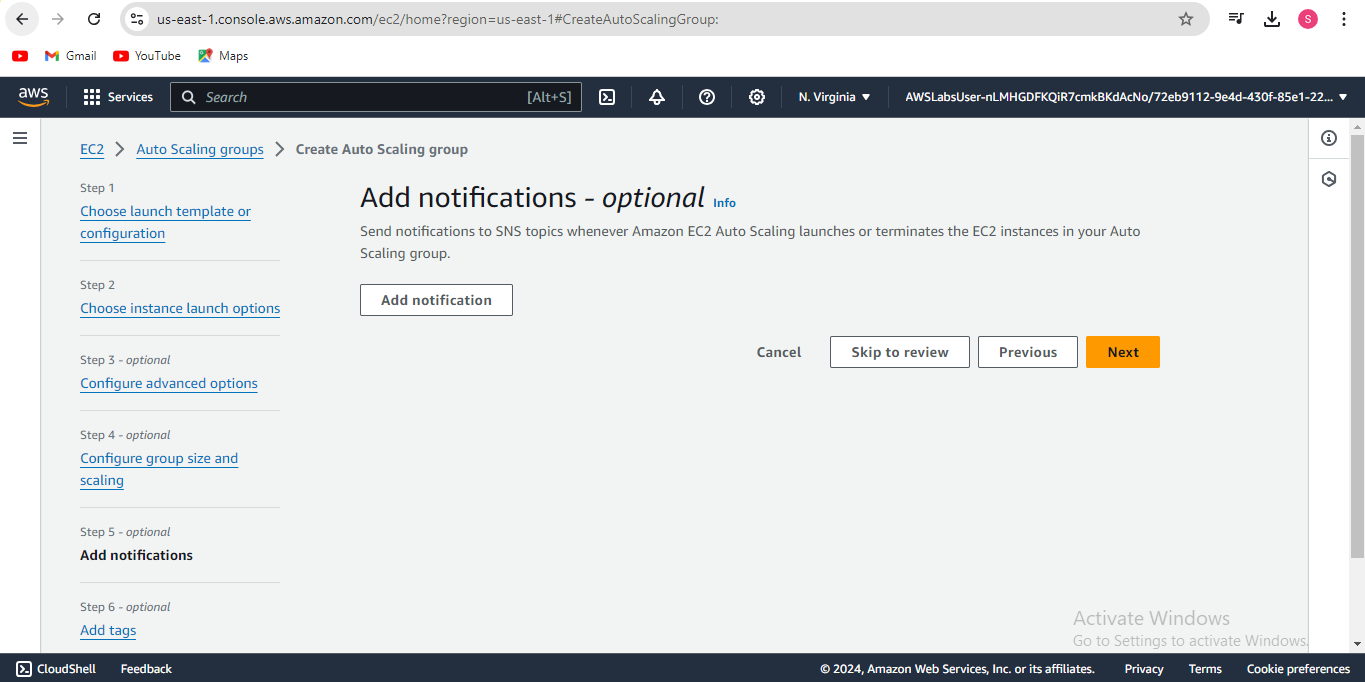 us-east-1.console.aws.amazon.com/ec2/home?region=us-east-1#CreateAutoScalingGroup:
S
Gmail
YouTube
Maps
aws
Services
Search
[Alt+S]
N. Virginia
AWSLabsUser-nLMHGDFKQiR7cmkBKdAcNo/72eb9112-9e4d-430f-85e1-22...
EC2
Auto Scaling groups
Create Auto Scaling group
Step 1
Choose launch template or
configuration
Step 2
Choose instance launch options
Step 3 - optional
Configure advanced options
Step 4 - optional
Configure group size and
scaling
Step 5 - optional
Add notifications
Step 6 - optional
Add tags
Add notifications - optional Info
Send notifications to SNS topics whenever Amazon EC2 Auto Scaling launches or terminates the EC2 instances in your Auto
Scaling group.
Add notification
Cancel
Skip to review
Previous
Next
Activate Windows
Go to Settings to activate Windows.
CloudShell
Feedback
© 2024, Amazon Web Services, Inc. or its affiliates.
Privacy
Terms
Cookie preferences